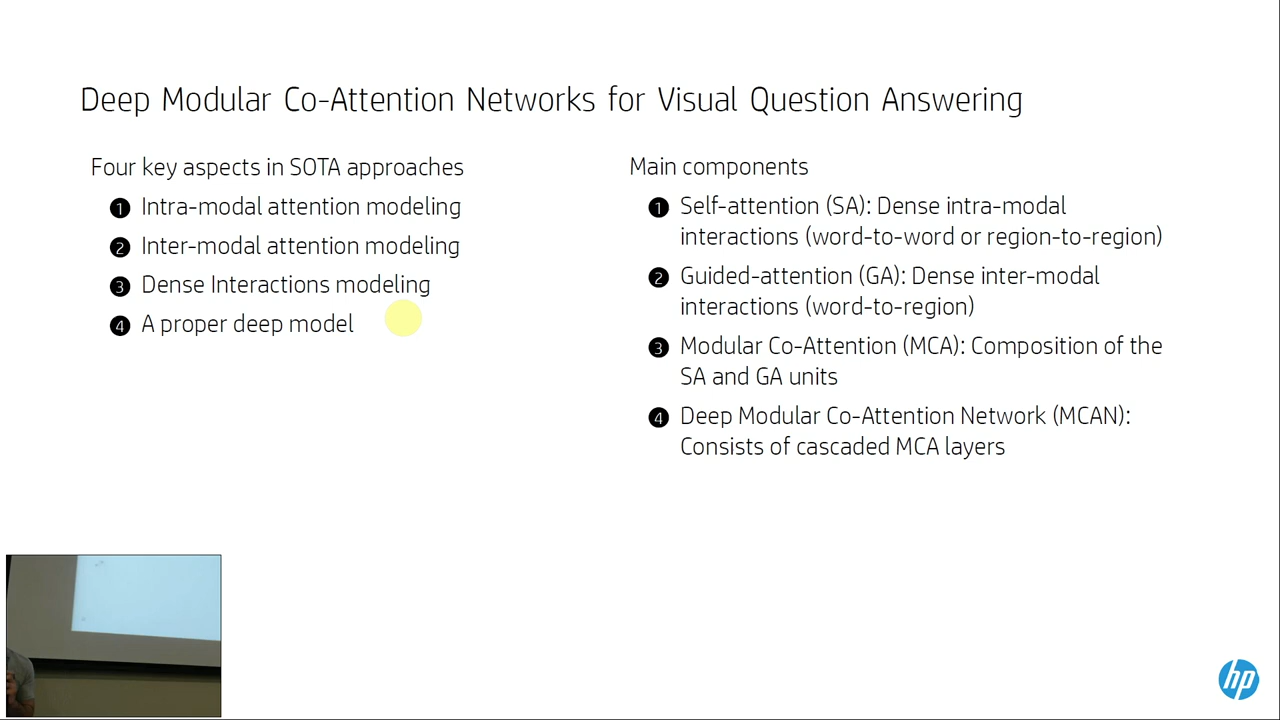 Deep Modular Co-Attention Networks for Visual Question Answering
Four key aspects in SOTA approaches
1 Intra-modal attention modeling
2 Inter-modal attention modeling
3 Dense Interactions modeling
4 A proper deep model
Main components
1 Self-attention (SA): Dense intra-modal
interactions (word-to-word or region-to-region)
2 Guided-attention (GA): Dense inter-modal
interactions (word-to-region)
3 Modular Co-Attention (MCA): Composition of the
SA and GA units
4 Deep Modular Co-Attention Network (MCAN):
Consists of cascaded MCA layers
hp